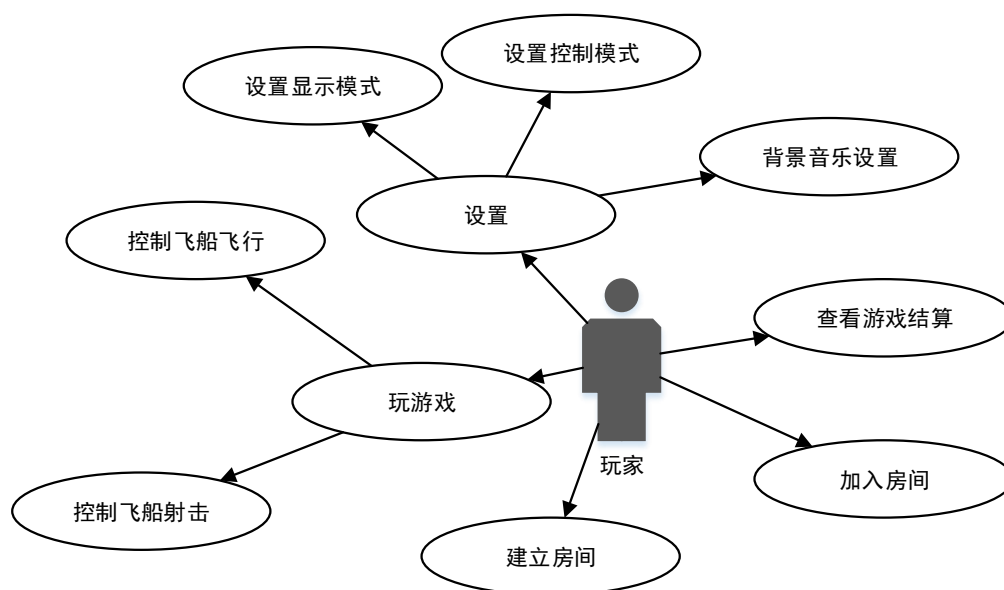 设置控制模式
设置显示模式
背景音乐设置
设置
控制飞船飞行
查看游戏结算
玩游戏
玩家
加入房间
控制飞船射击
建立房间